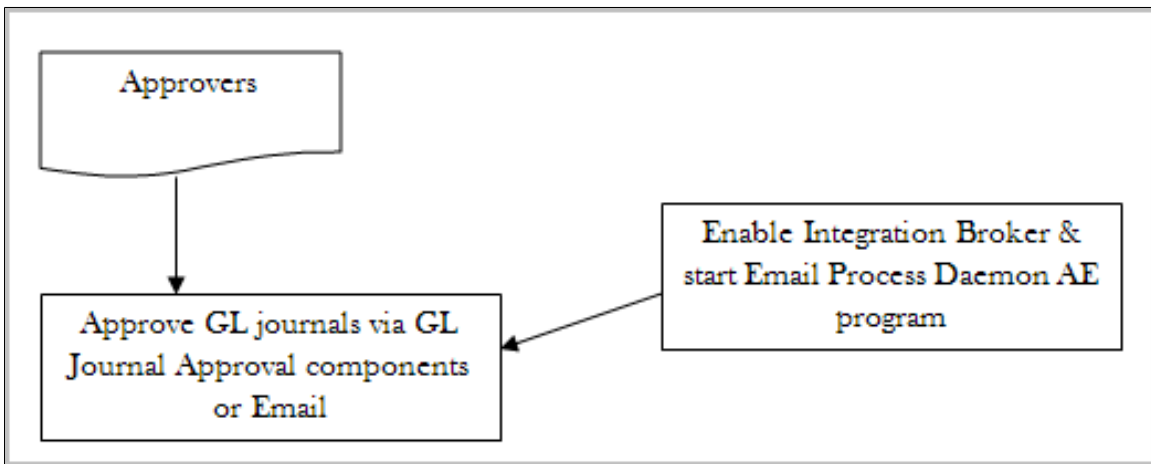 Approvers
Enable Integration Broker &
start Email Process Daemon AE
program
Approve GL journals via GL
Journal Approval components
or Email